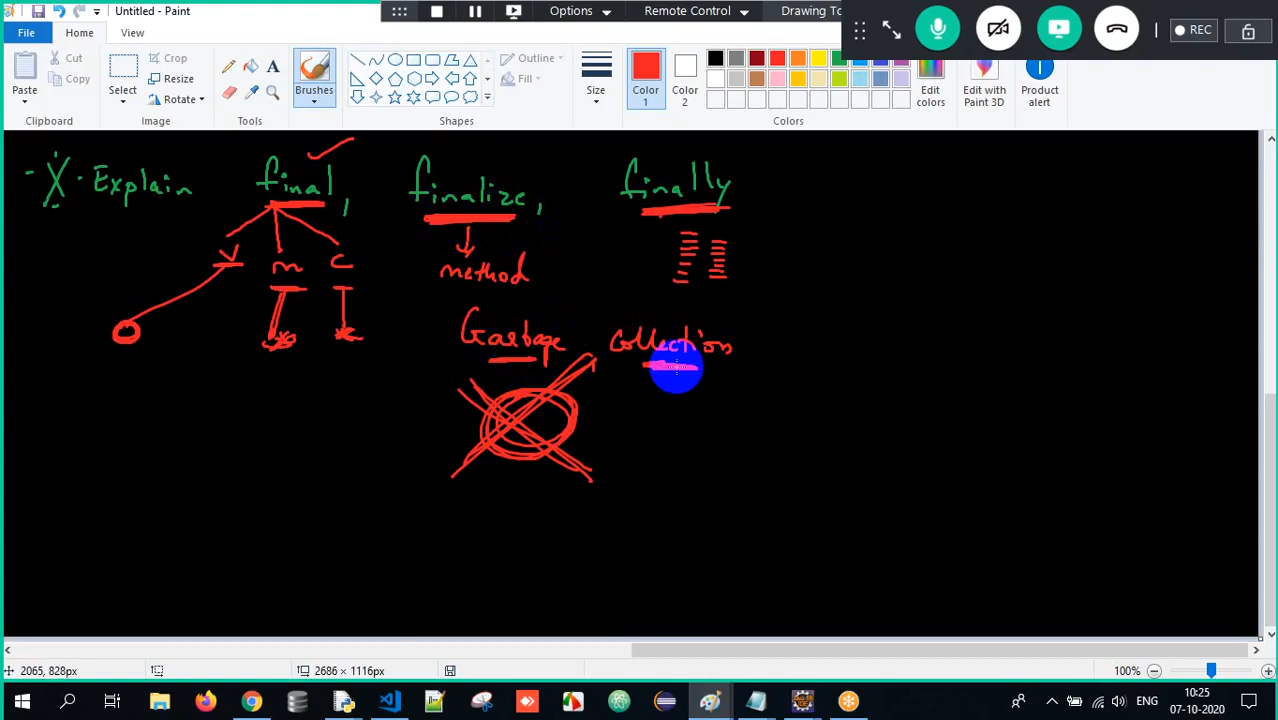 Untitled - Paint
Options
Remote Control
Drawing To
REC
File
Home
View
Cut
Copy
Paste
Crop
Resize
Rotate
Select
Brushes
Outline
Fill
Size
Color 1
Color 2
Edit colors
Edit with Paint 3D
Product alert
Clipboard
Image
Tools
Shapes
Colors
- X - Explain final, finalize, finally
V m C
method
Garbage Collection
2065, 828px
2686 × 1116px
100%
ENG
10:25
07-10-2020